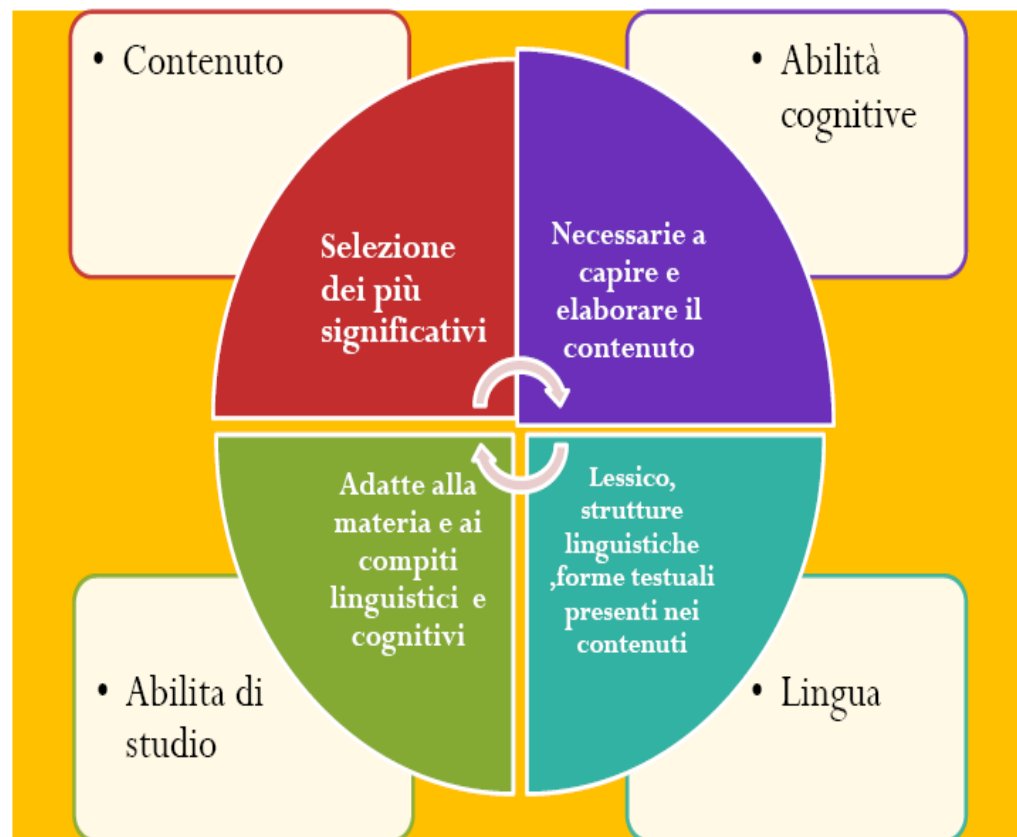 • Contenuto
• Abilità
cognitive
Selezione
dei più
significativi
Necessarie a
capire e
elaborare il
contenuto
Adatte alla
materia e ai
compiti
linguistici e
cognitivi
Lessico,
strutture
linguistiche
,forme testuali
presenti nei
contenuti
• Abilita di
studio
• Lingua